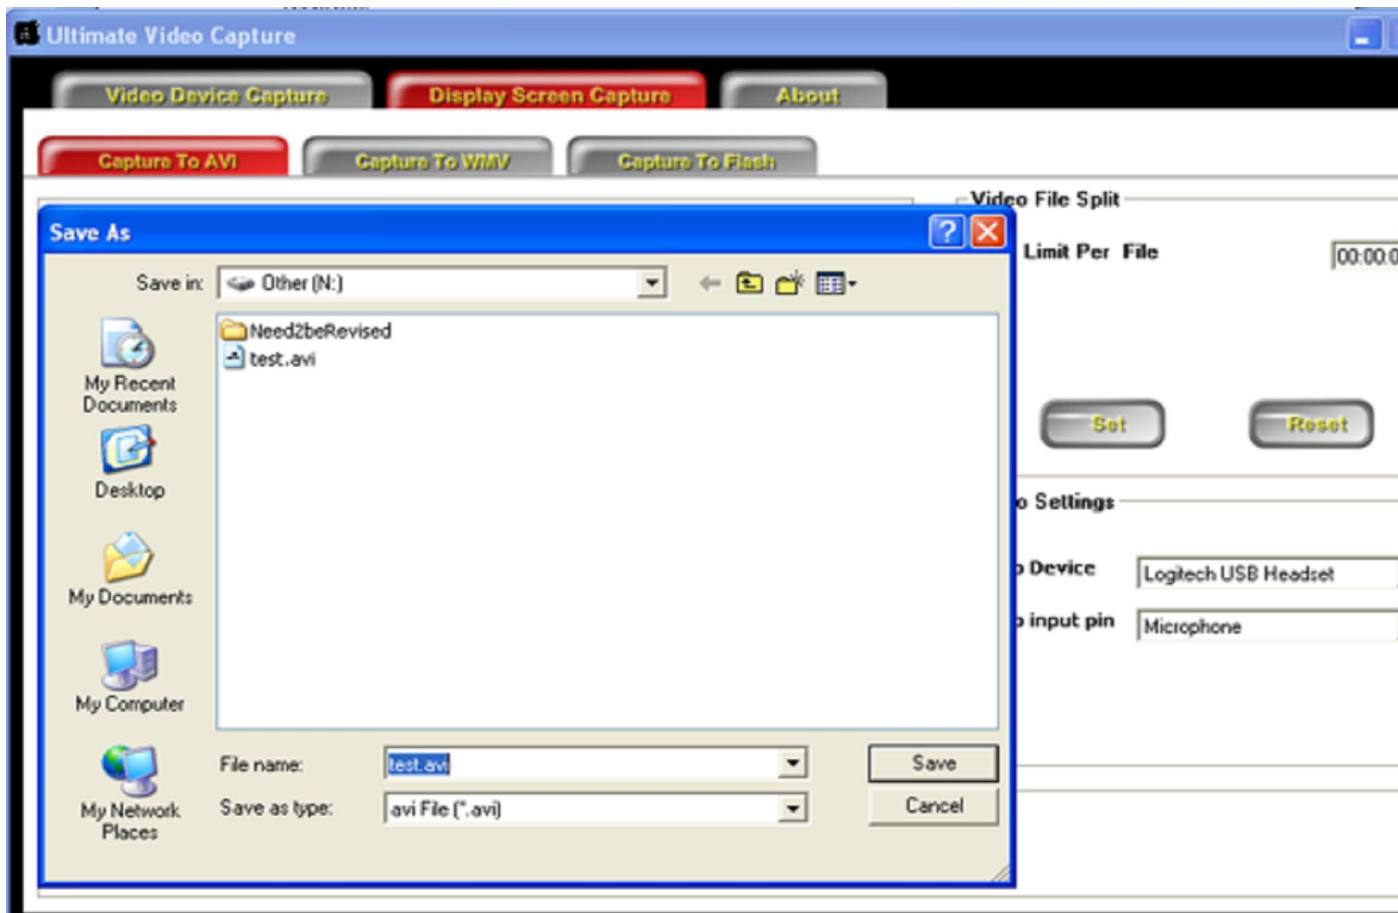 Ultimate Video Capture
Video Device Capture Display Screen Capture About
Capture To AVI Capture To WMV Capture To Flash
Video File Split
Save As
Limit Per File 00:00:0
Save in: Other (N:)
Need2beRevised
test.avi
My Recent
Documents
Set Reset
Desktop
o Settings
Device Logitech USB Headset
My Documents
input pin Microphone
My Computer
File name: test.avi Save
My Network
Places
Save as type: avi File (*.avi) Cancel